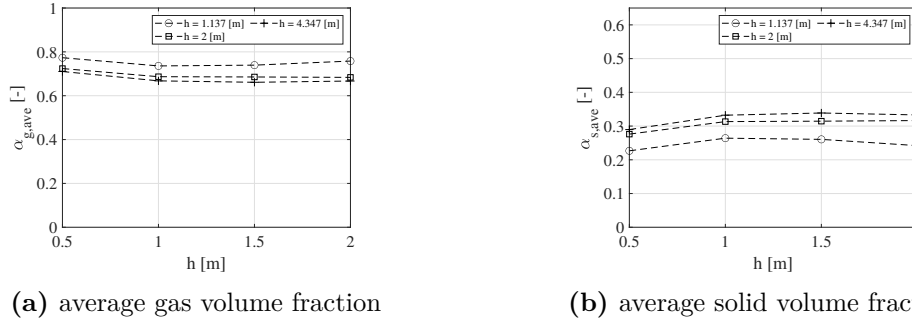 1
0.8
0.6
0.4
0.2
0
0.5
1
1.5
2
h [m]
α_g,ave [-]
h = 1.137 [m]
h = 2 [m]
h = 4.347 [m]
(a) average gas volume fraction
0.6
0.5
0.4
0.3
0.2
0.1
0
0.5
1
1.5
h [m]
α_s,ave [-]
h = 1.137 [m]
h = 2 [m]
h = 4.347 [m]
(b) average solid volume frac